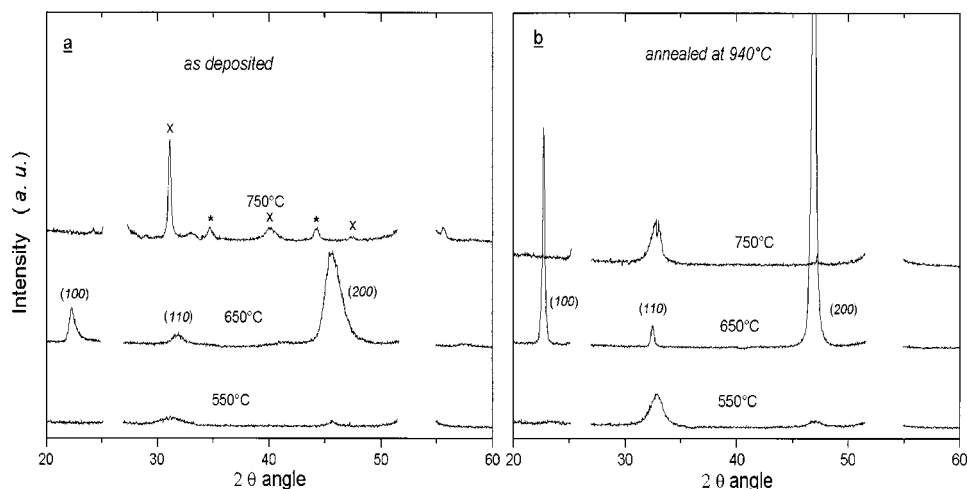 a
as deposited
Intensity ( a. u.)
X
750°C
*
X
*
X
(100)
(110)
650°C
(200)
550°C
20 30 40 50 60
2 θ angle
b
annealed at 940°C
750°C
(100)
(110)
650°C
(200)
550°C
20 30 40 50 60
2 θ angle